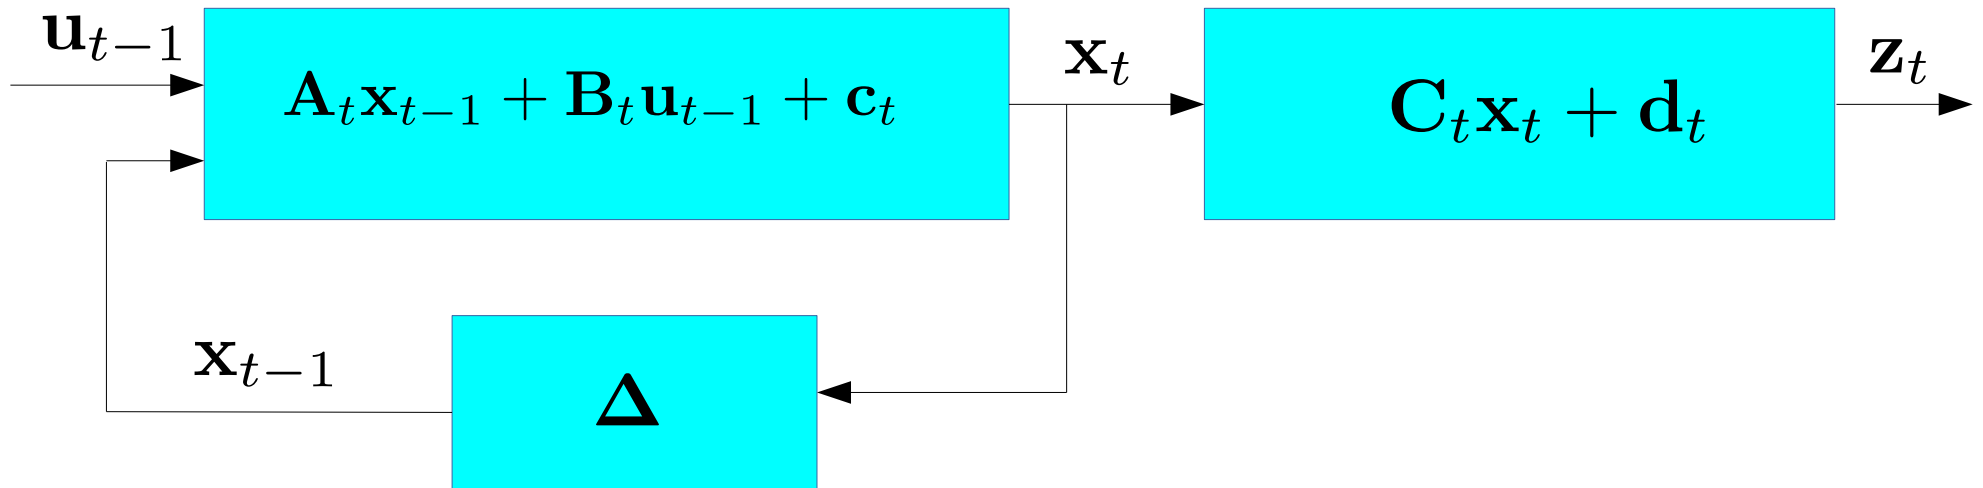 u_{t−1}
A_t x_{t−1} + B_t u_{t−1} + c_t
x_t
C_t x_t + d_t
z_t
x_{t−1}
Δ